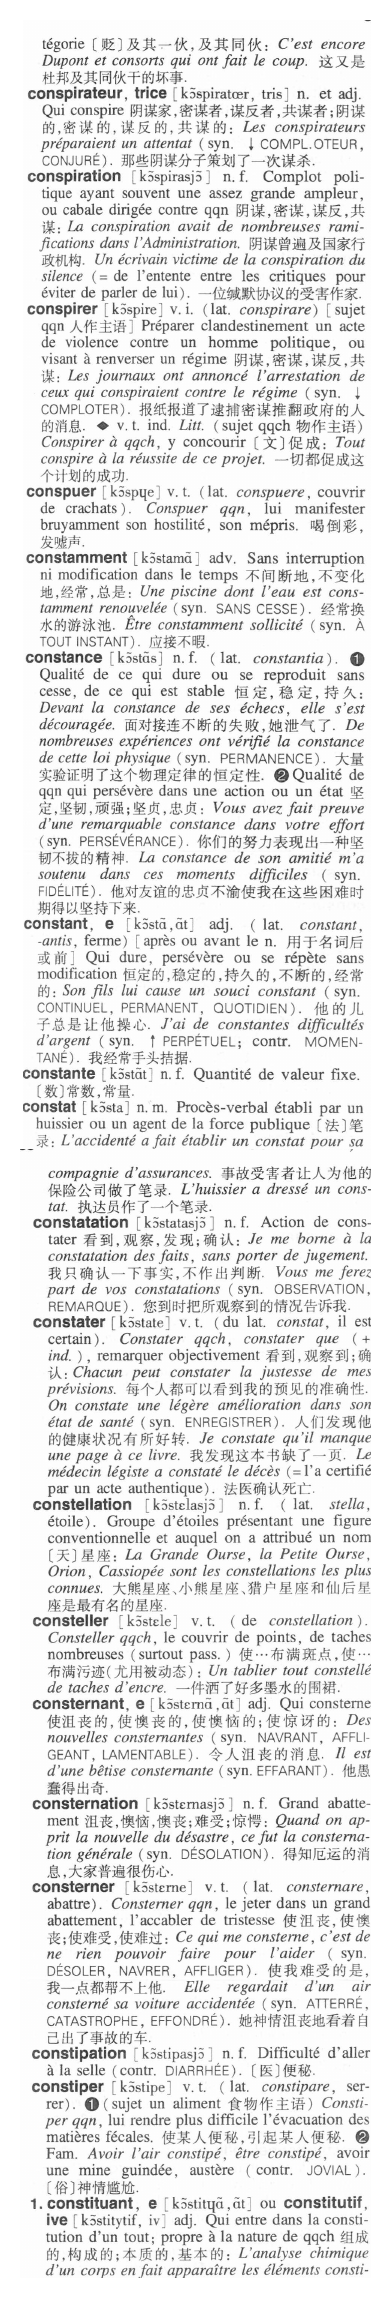 tégorie〔贬〕及其一伙,及其同伙: C'est encore
Dupont et consorts qui ont fait le coup. 这又是
杜邦及其同伙干的坏事.
conspirateur, trice [kɔ̃spiratœr, tris] n. et adj.
Qui conspire 阴谋家,密谋者,谋反者,共谋者;阴谋
的,密谋的,谋反的,共谋的: Les conspirateurs
préparaient un attentat (syn. ↓ COMPL.OTEUR,
CONJURÉ). 那些阴谋分子策划了一次谋杀.
conspiration [kɔ̃spirasjɔ̃] n. f. Complot poli-
tique ayant souvent une assez grande ampleur,
ou cabale dirigée contre qqn 阴谋,密谋,谋反,共
谋: La conspiration avait de nombreuses rami-
fications dans l'Administration. 阴谋曾遍及国家行
政机构. Un écrivain victime de la conspiration du
silence (= de l'entente entre les critiques pour
éviter de parler de lui). 一位缄默协议的受害作家.
conspirer [kɔ̃spire] v. i. (lat. conspirare) [sujet
qqn 人作主语] Préparer clandestinement un acte
de violence contre un homme politique, ou
visant à renverser un régime 阴谋,密谋,谋反,共
谋: Les journaux ont annoncé l'arrestation de
ceux qui conspiraient contre le régime (syn. ↓
COMPLOTER). 报纸报道了逮捕密谋推翻政府的人
的消息. ◆ v. t. ind. Litt. (sujet qqch 物作主语)
Conspirer à qqch, y concourir〔文〕促成: Tout
conspire à la réussite de ce projet. 一切都促成这
个计划的成功.
conspuer [kɔ̃spɥe] v. t. (lat. conspuere, couvrir
de crachats). Conspuer qqn, lui manifester
bruyamment son hostilité, son mépris. 喝倒彩,
发嘘声.
constamment [kɔ̃stamɑ̃] adv. Sans interruption
ni modification dans le temps 不间断地,不变化
地,经常,总是: Une piscine dont l'eau est cons-
tamment renouvelée (syn. SANS CESSE). 经常换
水的游泳池. Être constamment sollicité (syn. À
TOUT INSTANT). 应接不暇.
constance [kɔ̃stɑ̃s] n. f. ( lat. constantia). ❶
Qualité de ce qui dure ou se reproduit sans
cesse, de ce qui est stable 恒定,稳定,持久:
Devant la constance de ses échecs, elle s'est
découragée. 面对接连不断的失败,她泄气了. De
nombreuses expériences ont vérifié la constance
de cette loi physique (syn. PERMANENCE). 大量
实验证明了这个物理定律的恒定性. ❷ Qualité de
qqn qui persévère dans une action ou un état 坚
定,坚韧,顽强;坚贞,忠贞: Vous avez fait preuve
d'une remarquable constance dans votre effort
(syn. PERSÉVÉRANCE). 你们的努力表现出一种坚
韧不拔的精神. La constance de son amitié m'a
soutenu dans ces moments difficiles ( syn.
FIDÉLITÉ). 他对友谊的忠贞不渝使我在这些困难时
期得以坚持下来.
constant, e [kɔ̃stɑ̃,ɑ̃t] adj. ( lat. constant,
-antis, ferme) [après ou avant le n. 用于名词后
或前] Qui dure, persévère ou se répète sans
modification 恒定的,稳定的,持久的,不断的,经常
的: Son fils lui cause un souci constant (syn.
CONTINUEL, PERMANENT, QUOTIDIEN). 他的儿
子总是让他操心. J'ai de constantes difficultés
d'argent (syn. ↑ PERPÉTUEL; contr. MOMEN-
TANÉ). 我经常手头拮据.
constante [kɔ̃stɑ̃t] n. f. Quantité de valeur fixe.
〔数〕常数,常量.
constat [kɔ̃sta] n. m. Procès-verbal établi par un
huissier ou un agent de la force publique〔法〕笔
录: L'accidenté a fait établir un constat pour sa
compagnie d'assurances. 事故受害者让人为他的
保险公司做了笔录. L'huissier a dressé un cons-
tat. 执达员作了一个笔录.
constatation [kɔ̃statasjɔ̃] n. f. Action de cons-
tater 看到,观察,发现;确认: Je me borne à la
constatation des faits, sans porter de jugement.
我只确认一下事实,不作出判断. Vous me ferez
part de vos constatations (syn. OBSERVATION,
REMARQUE). 您到时把所观察到的情况告诉我.
constater [kɔ̃state] v. t. (du lat. constat, il est
certain). Constater qqch, constater que ( +
ind. ), remarquer objectivement 看到,观察到;确
认: Chacun peut constater la justesse de mes
prévisions. 每个人都可以看到我的预见的准确性.
On constate une légère amélioration dans son
état de santé (syn. ENREGISTRER). 人们发现他
的健康状况有所好转. Je constate qu'il manque
une page à ce livre. 我发现这本书缺了一页. Le
médecin légiste a constaté le décès (= l'a certifié
par un acte authentique). 法医确认死亡.
constellation [kɔ̃stelasjɔ̃] n. f. ( lat. stella,
étoile). Groupe d'étoiles présentant une figure
conventionnelle et auquel on a attribué un nom
〔天〕星座: La Grande Ourse, la Petite Ourse,
Orion, Cassiopée sont les constellations les plus
connues. 大熊星座、小熊星座、猎户星座和仙后星
座是最有名的星座.
consteller [kɔ̃stele] v. t. ( de constellation).
Consteller qqch, le couvrir de points, de taches
nombreuses (surtout pass. ) 使…布满斑点,使…
布满污迹(尤用被动态): Un tablier tout constellé
de taches d'encre. 一件洒了好多墨水的围裙.
consternant, e [kɔ̃stɛrnɑ̃,ɑ̃t] adj. Qui consterne
使沮丧的,使懊丧的,使懊恼的;使惊讶的: Des
nouvelles consternantes (syn. NAVRANT, AFFLI-
GEANT, LAMENTABLE). 令人沮丧的消息. Il est
d'une bêtise consternante (syn. EFFARANT). 他愚
蠢得出奇.
consternation [kɔ̃stɛrnasjɔ̃] n. f. Grand abatte-
ment 沮丧,懊恼,懊丧;难受;惊愕: Quand on ap-
prit la nouvelle du désastre, ce fut la consterna-
tion générale (syn. DÉSOLATION). 得知厄运的消
息,大家普遍很伤心.
consterner [kɔ̃stɛrne] v. t. ( lat. consternare,
abattre). Consterner qqn, le jeter dans un grand
abattement, l'accabler de tristesse 使沮丧,使懊
丧;使难受,使难过: Ce qui me consterne, c'est de
ne rien pouvoir faire pour l'aider ( syn.
DÉSOLER, NAVRER, AFFLIGER). 使我难受的是,
我一点都帮不上他. Elle regardait d'un air
consterné sa voiture accidentée (syn. ATTERRÉ,
CATASTROPHE, EFFONDRÉ). 她神情沮丧地看着自
己出了事故的车.
constipation [kɔ̃stipasjɔ̃] n. f. Difficulté d'aller
à la selle (contr. DIARRHÉE). 〔医〕便秘.
constiper [kɔ̃stipe] v. t. ( lat. constipare, ser-
rer). ❶ (sujet un aliment 食物作主语) Consti-
per qqn, lui rendre plus difficile l'évacuation des
matières fécales. 使某人便秘,引起某人便秘. ❷
Fam. Avoir l'air constipé, être constipé, avoir
une mine guindée, austère ( contr. JOVIAL ).
〔俗〕神情尴尬.
1. constituant, e [kɔ̃stitɥɑ̃,ɑ̃t] ou constitutif,
ive [kɔ̃stitytif, iv] adj. Qui entre dans la consti-
tution d'un tout; propre à la nature de qqch 组成
的,构成的;本质的,基本的: L'analyse chimique
d'un corps en fait apparaître les éléments consti-